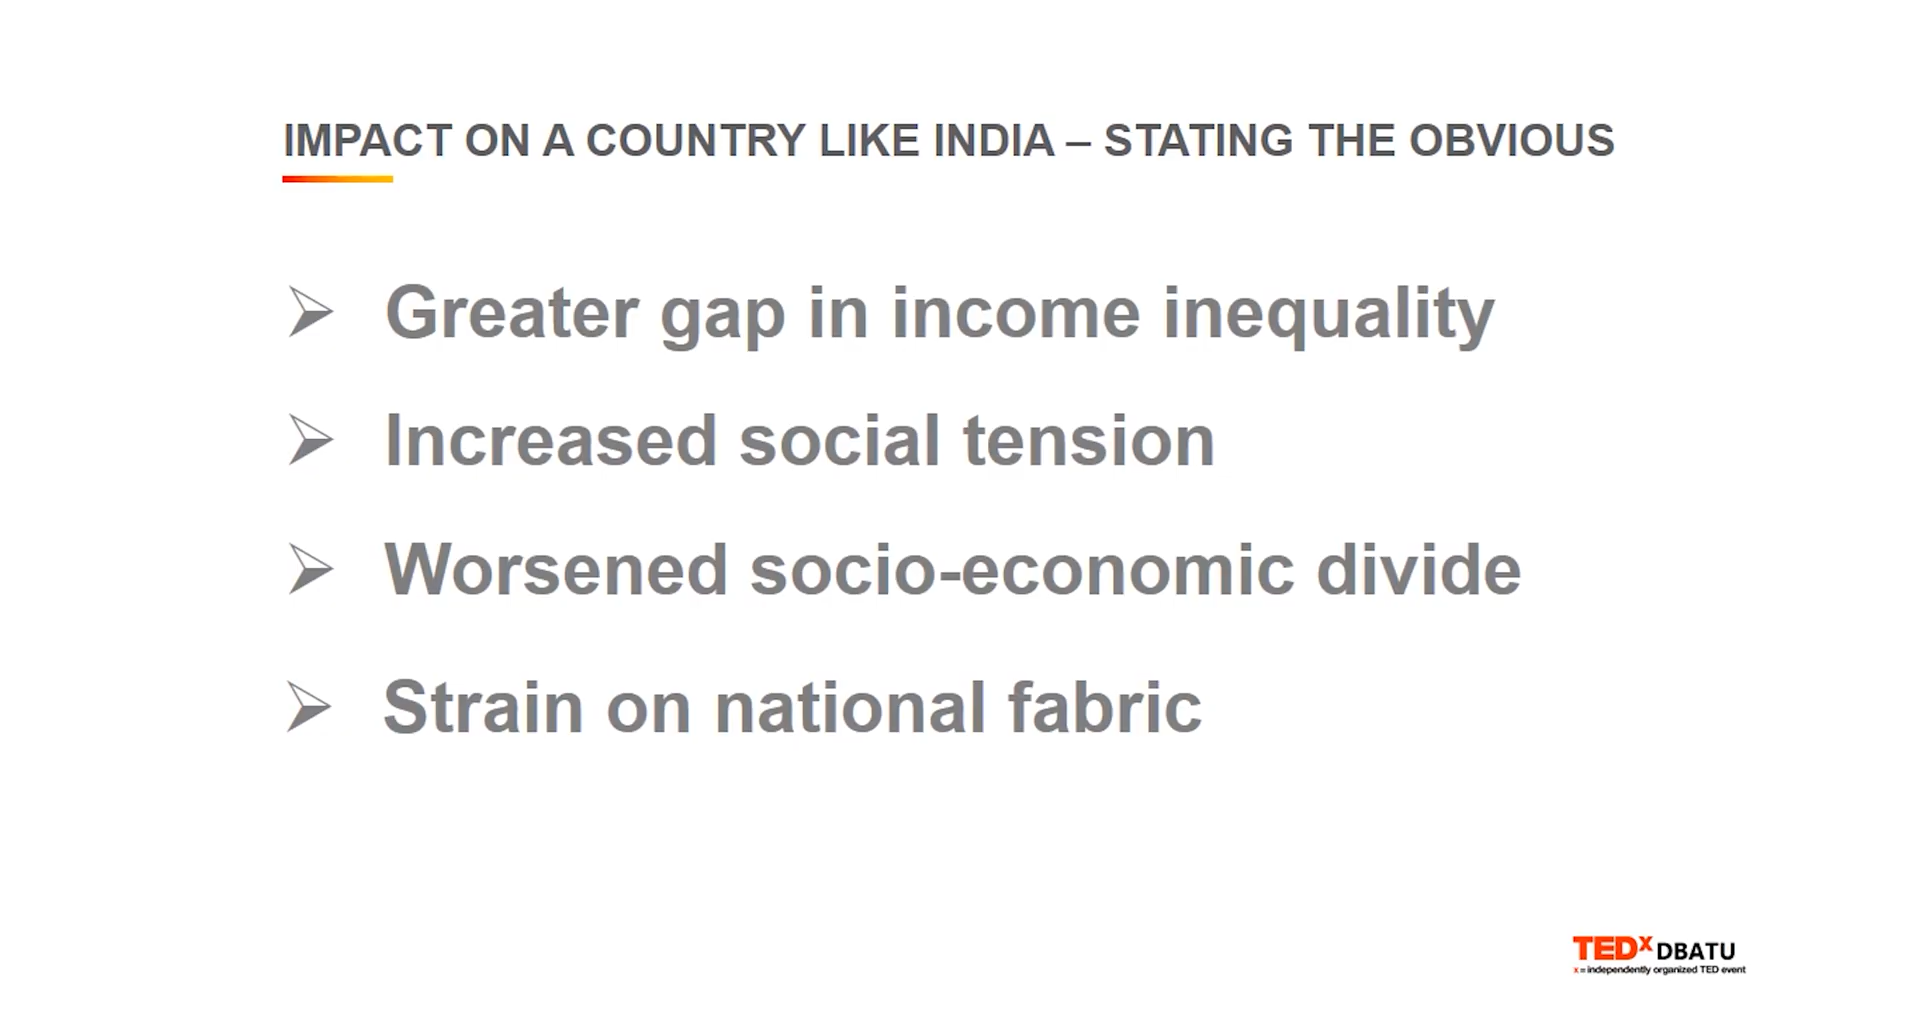 IMPACT ON A COUNTRY LIKE INDIA – STATING THE OBVIOUS
➢ Greater gap in income inequality
➢ Increased social tension
➢ Worsened socio-economic divide
➢ Strain on national fabric
TEDx DBATU
x = independently organized TED event